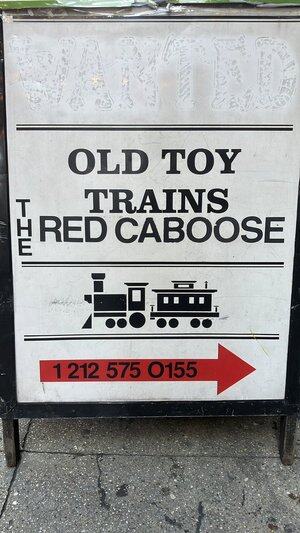 WANTED
OLD TOY
TRAINS
THE RED CABOOSE
1 212 575 0155